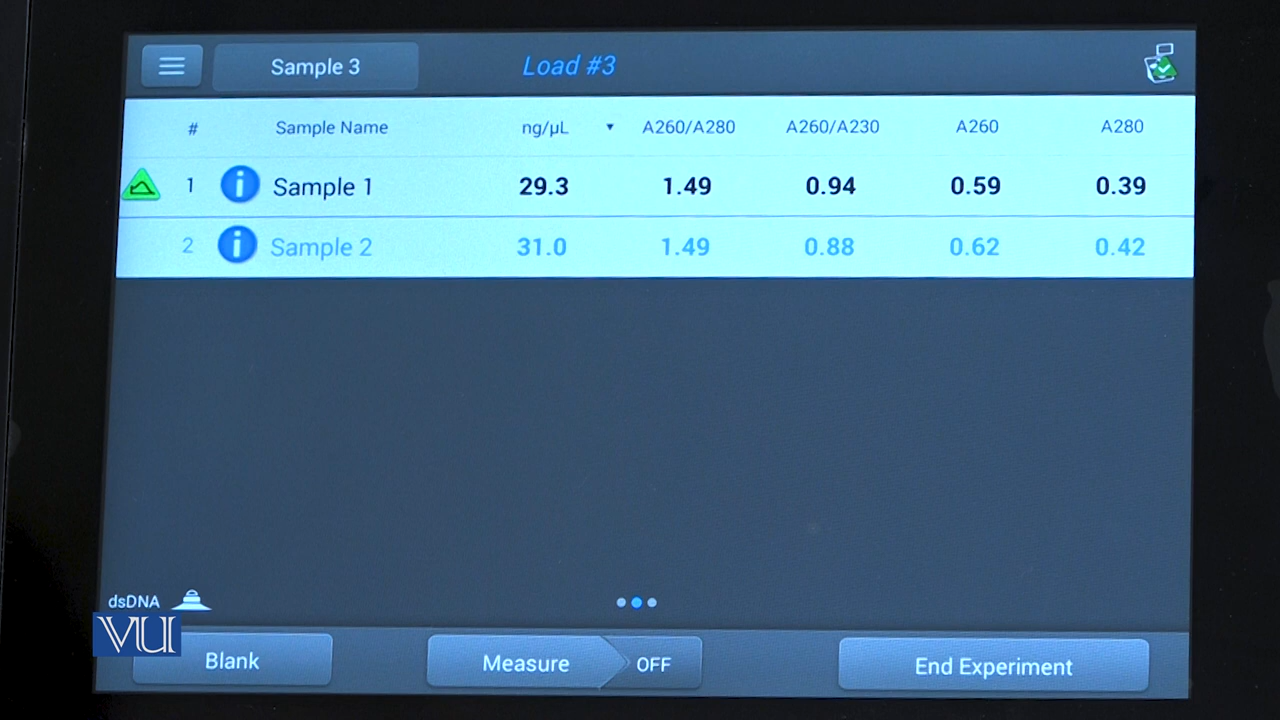 Sample 3 Load #3
# Sample Name ng/µL A260/A280 A260/A230 A260 A280
1 i Sample 1 29.3 1.49 0.94 0.59 0.39
2 i Sample 2 31.0 1.49 0.88 0.62 0.42
dsDNA
VU
Blank Measure OFF End Experiment